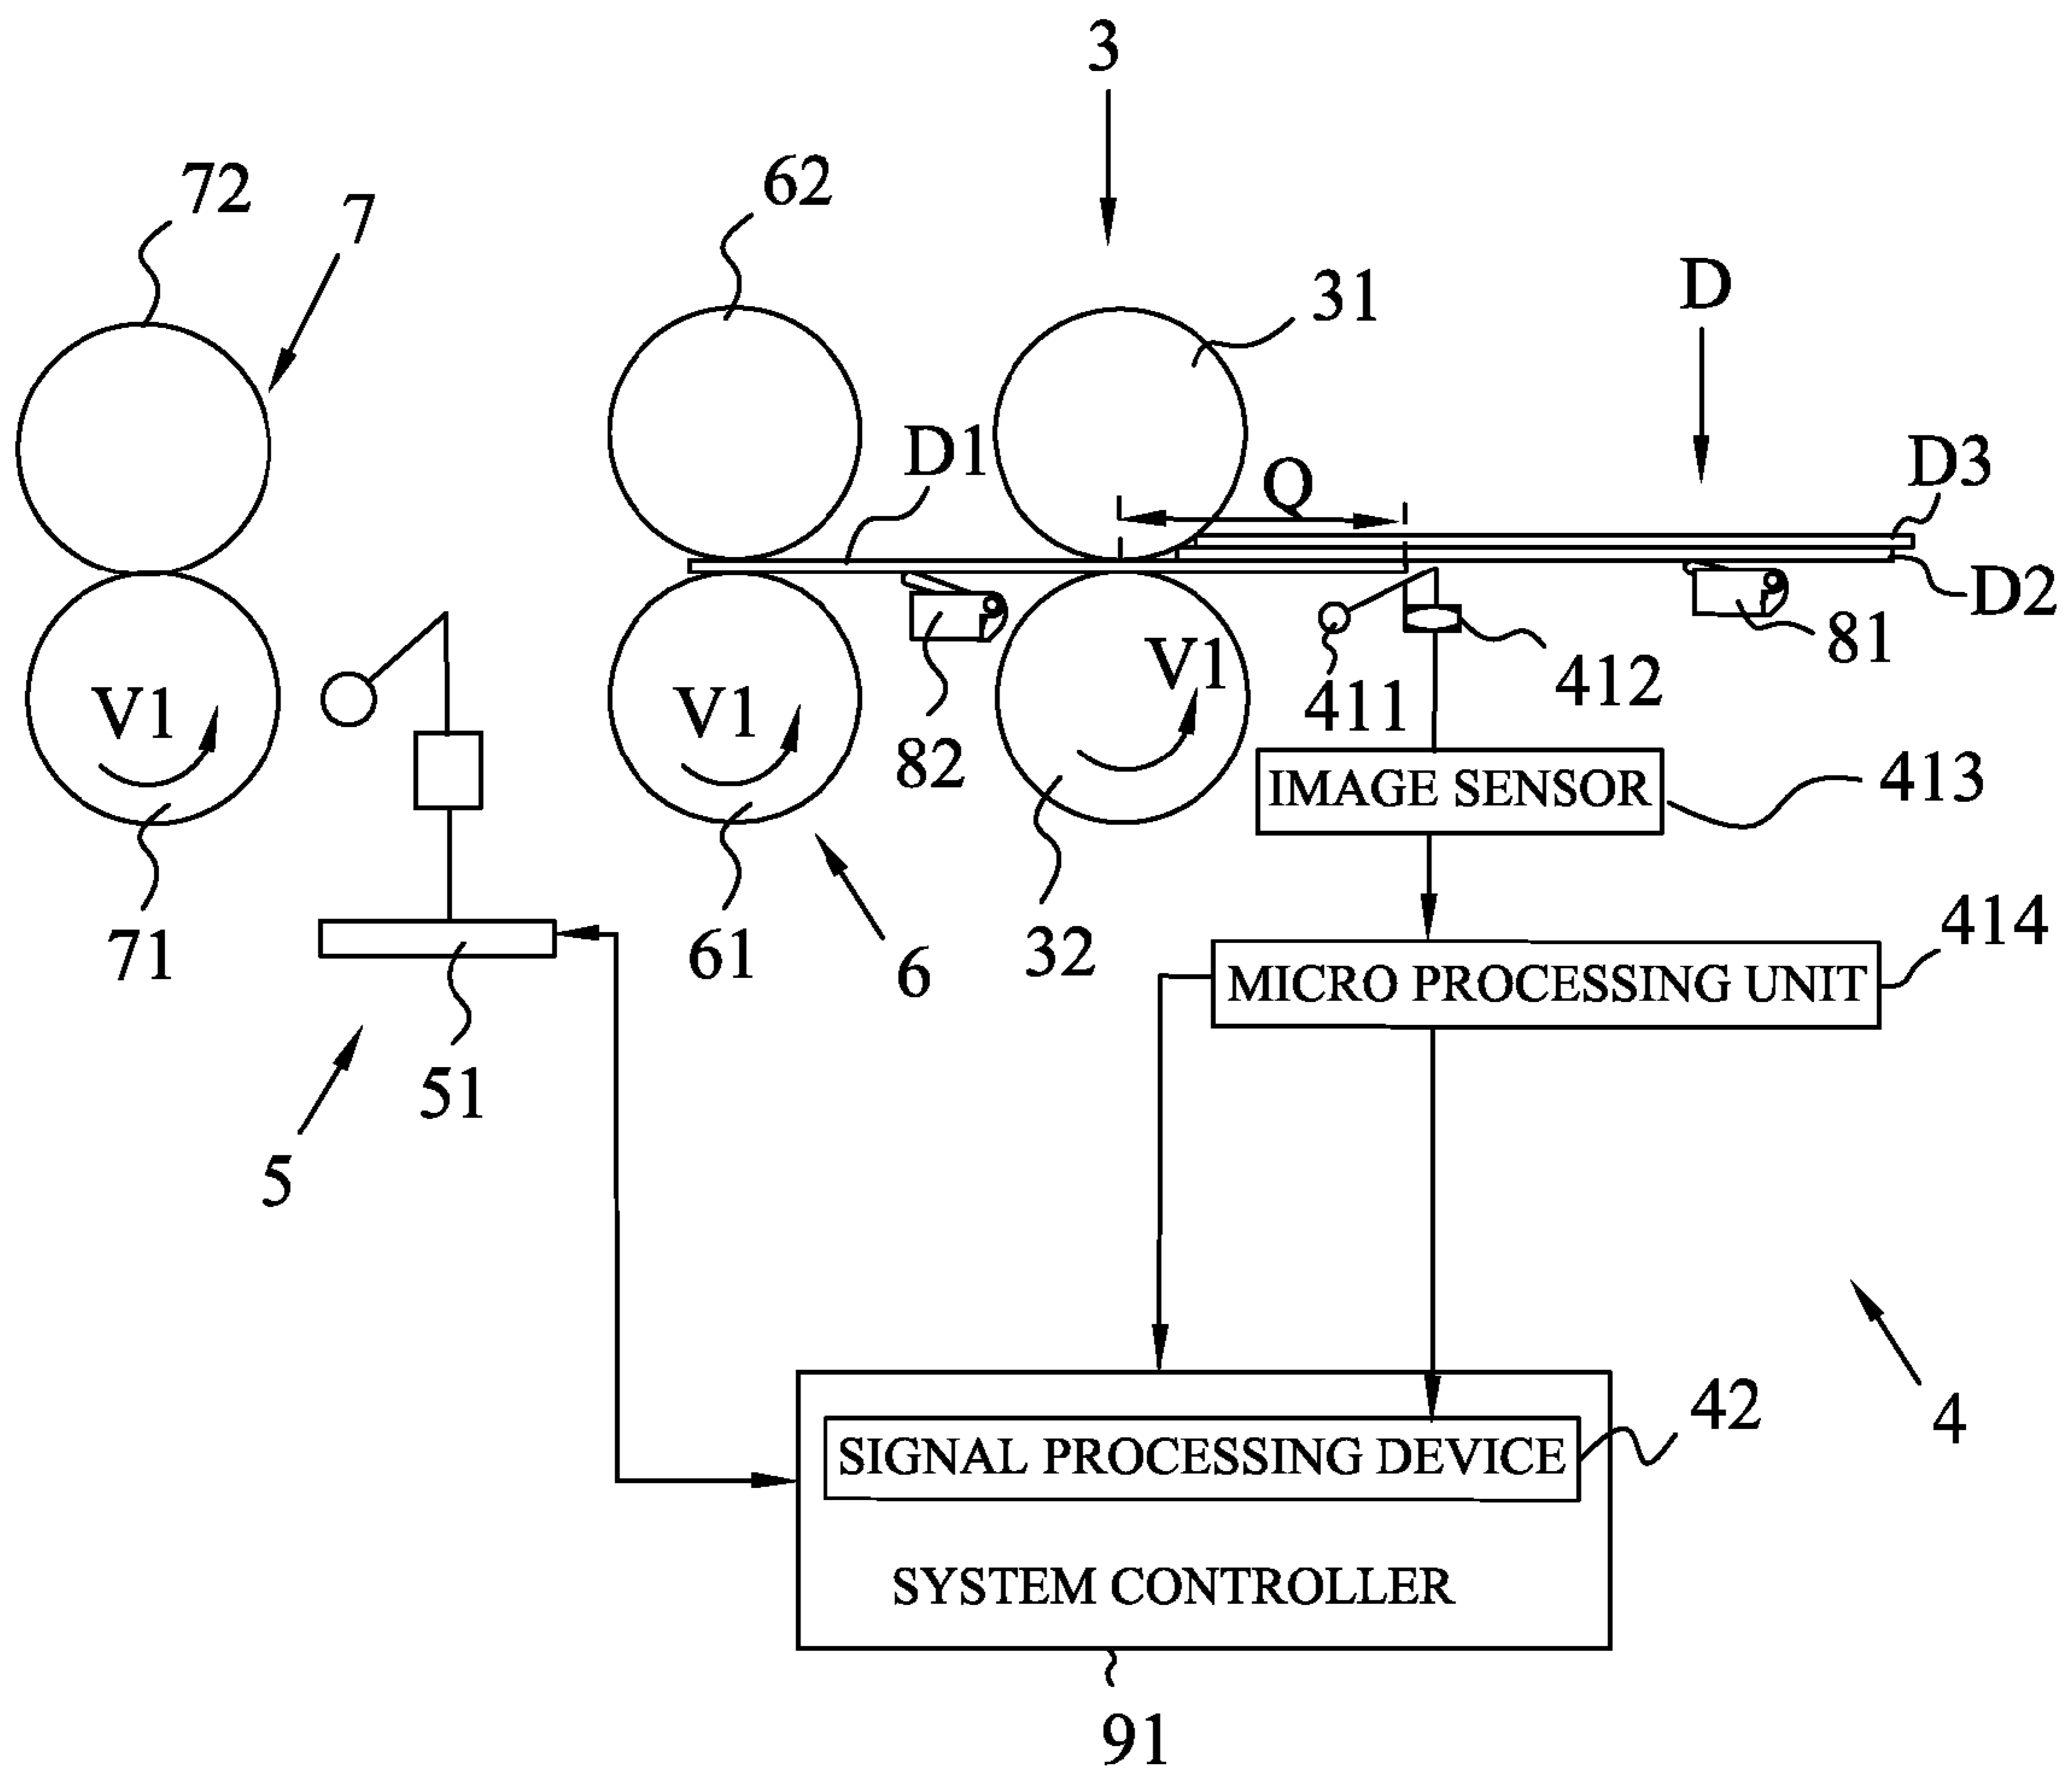 3
72
7
62
31
D
D1
Q
D3
D2
V1
V1
V1
82
411
412
81
IMAGE SENSOR
413
71
51
61
6
32
MICRO PROCESSING UNIT
414
5
42
4
SIGNAL PROCESSING DEVICE
SYSTEM CONTROLLER
91